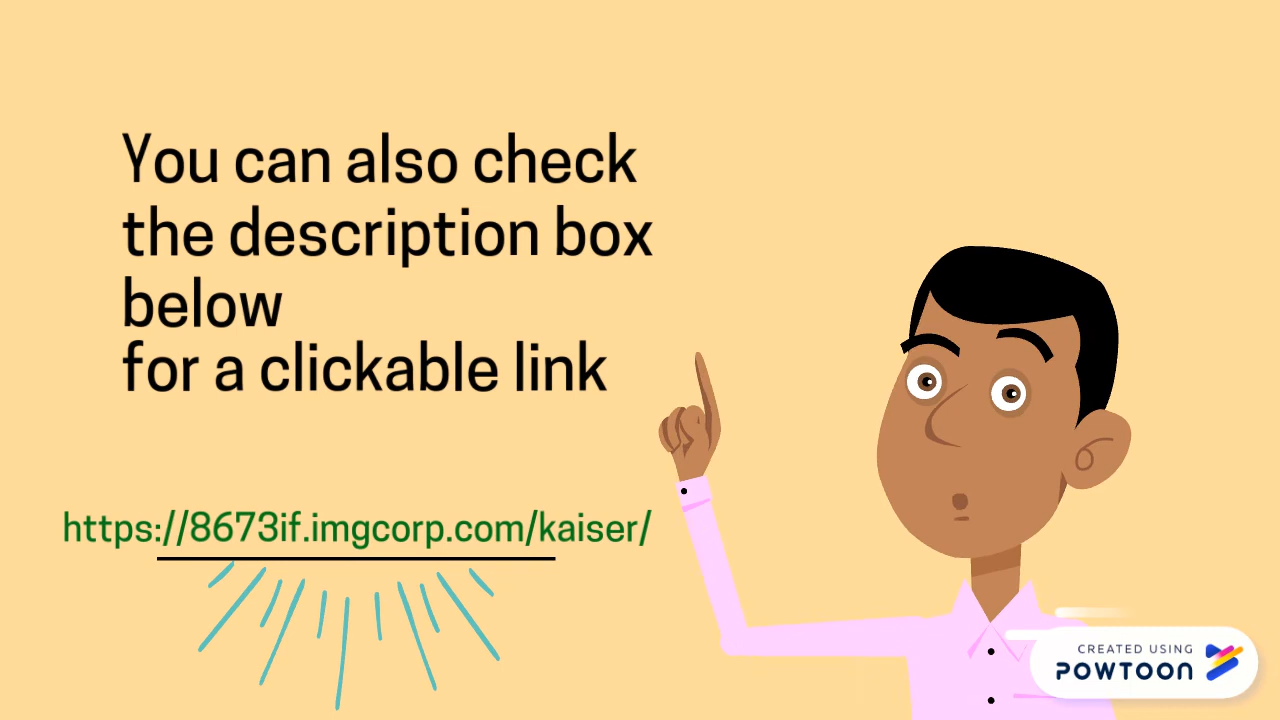 You can also check
the description box
below
for a clickable link
https://8673if.imgcorp.com/kaiser/
CREATED USING
POWTOON